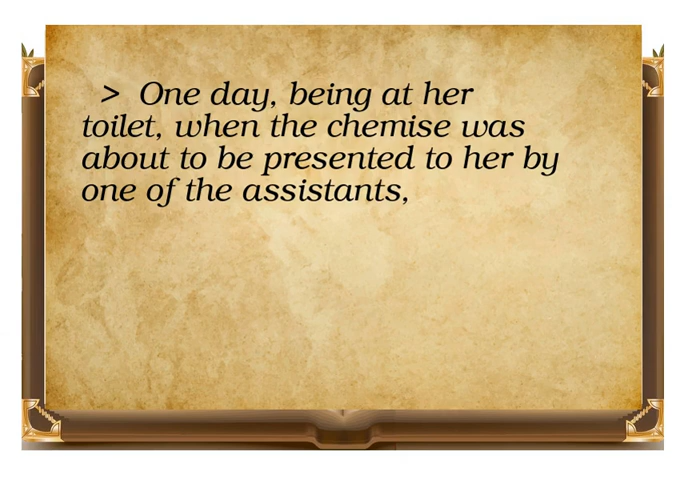 > One day, being at her
toilet, when the chemise was
about to be presented to her by
one of the assistants,